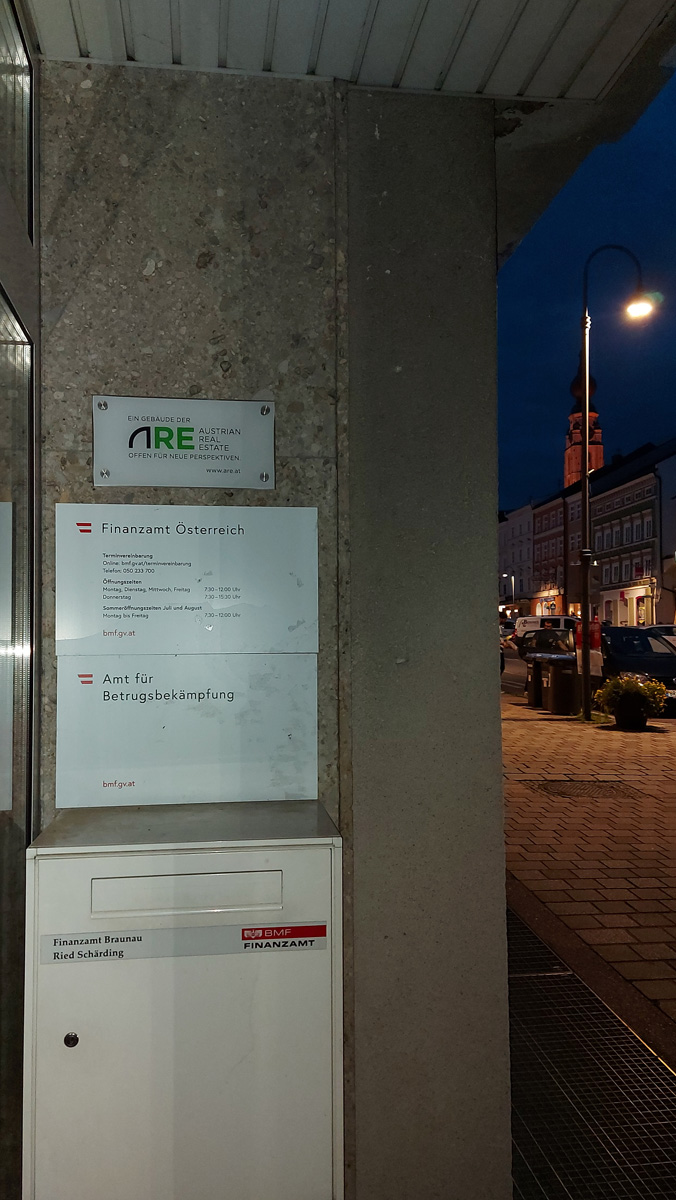 EIN GEBÄUDE DER
ARE AUSTRIAN
REAL
ESTATE
OFFEN FÜR NEUE PERSPEKTIVEN
www.are.at
Finanzamt Österreich
Terminvereinbarung
Online: bmf.gv.at/terminvereinbarung
Telefon: 050 233 700
Öffnungszeiten
Montag, Dienstag, Mittwoch, Freitag 7:30 - 12:00 Uhr
Donnerstag 7:30 - 15:30 Uhr
Sommeröffnungszeiten Juli und August
Montag bis Freitag 7:30 - 12:00 Uhr
bmf.gv.at
Amt für
Betrugsbekämpfung
bmf.gv.at
Finanzamt Braunau
Ried Schärding
BMF
FINANZAMT